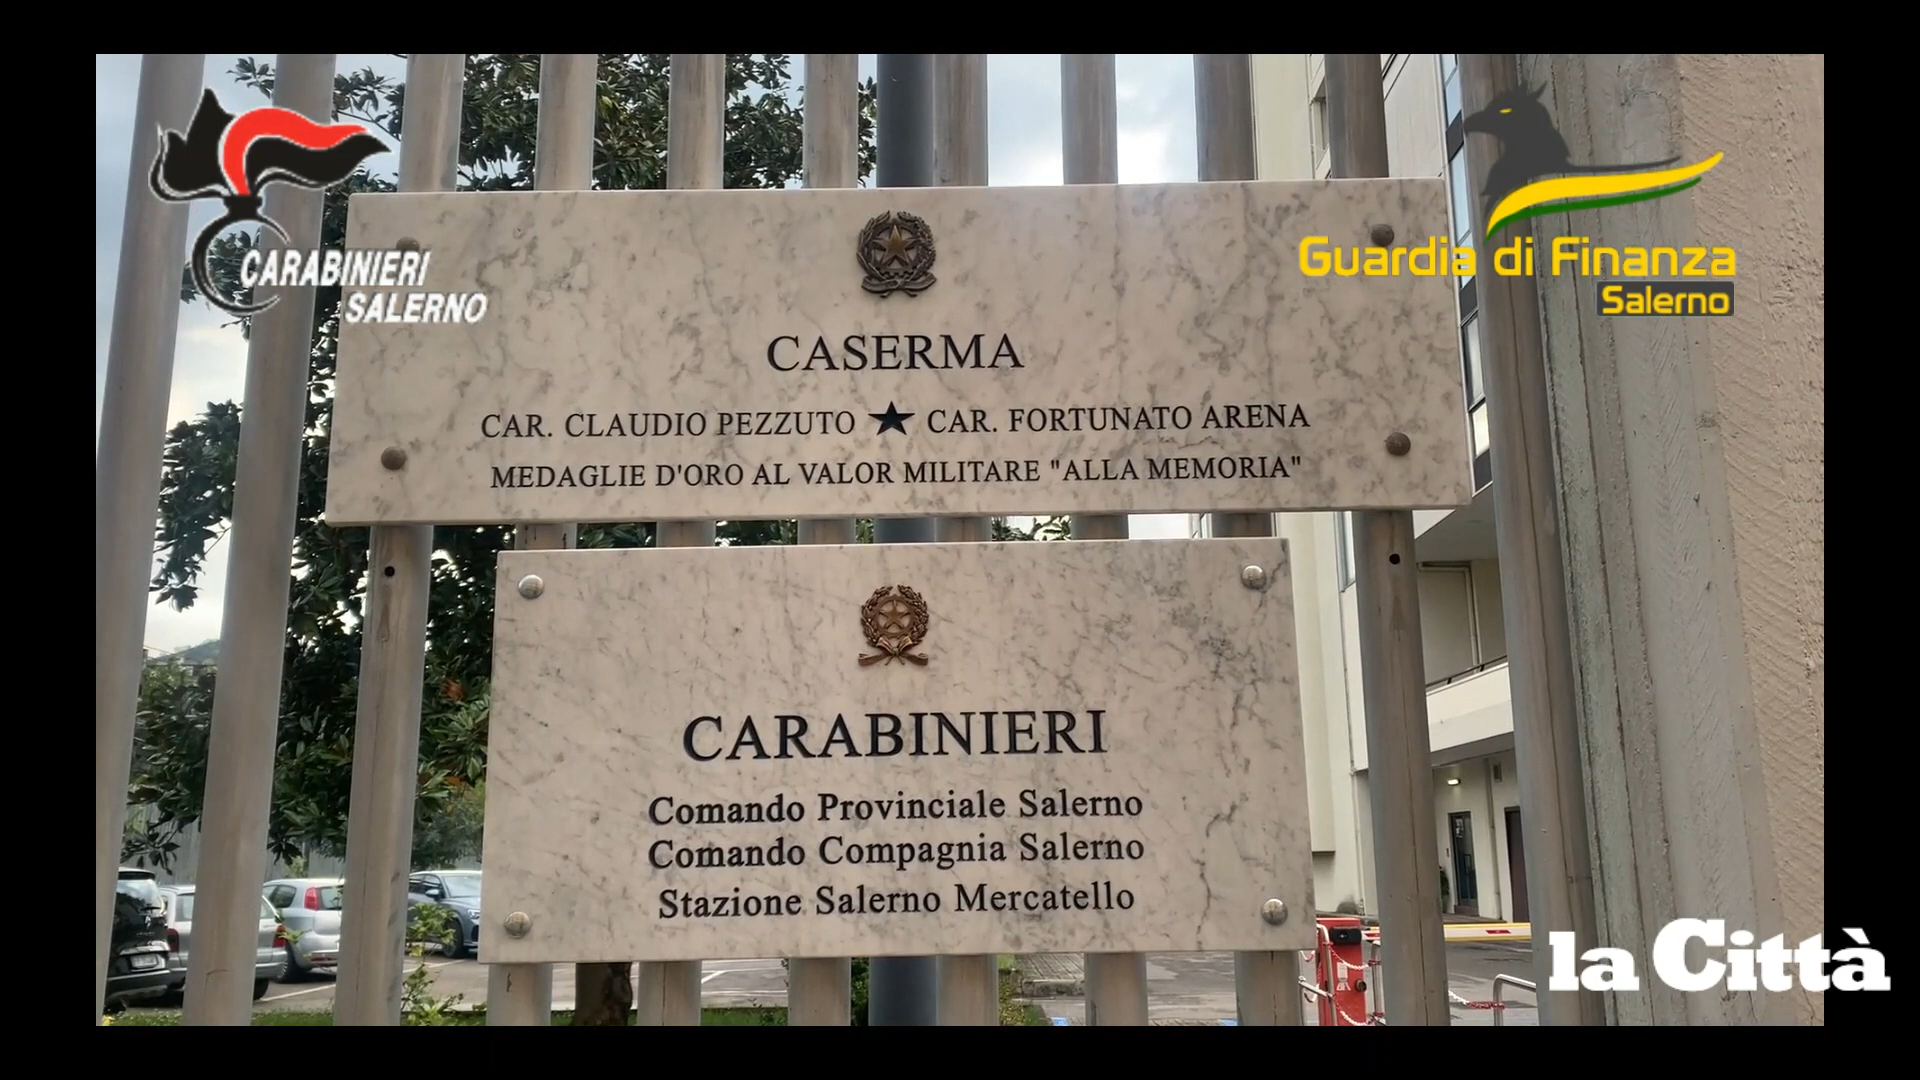 CARABINIERI
SALERNO
Guardia di Finanza
Salerno
CASERMA
CAR. CLAUDIO PEZZUTO ★ CAR. FORTUNATO ARENA
MEDAGLIE D'ORO AL VALOR MILITARE "ALLA MEMORIA"
CARABINIERI
Comando Provinciale Salerno
Comando Compagnia Salerno
Stazione Salerno Mercatello
la Città